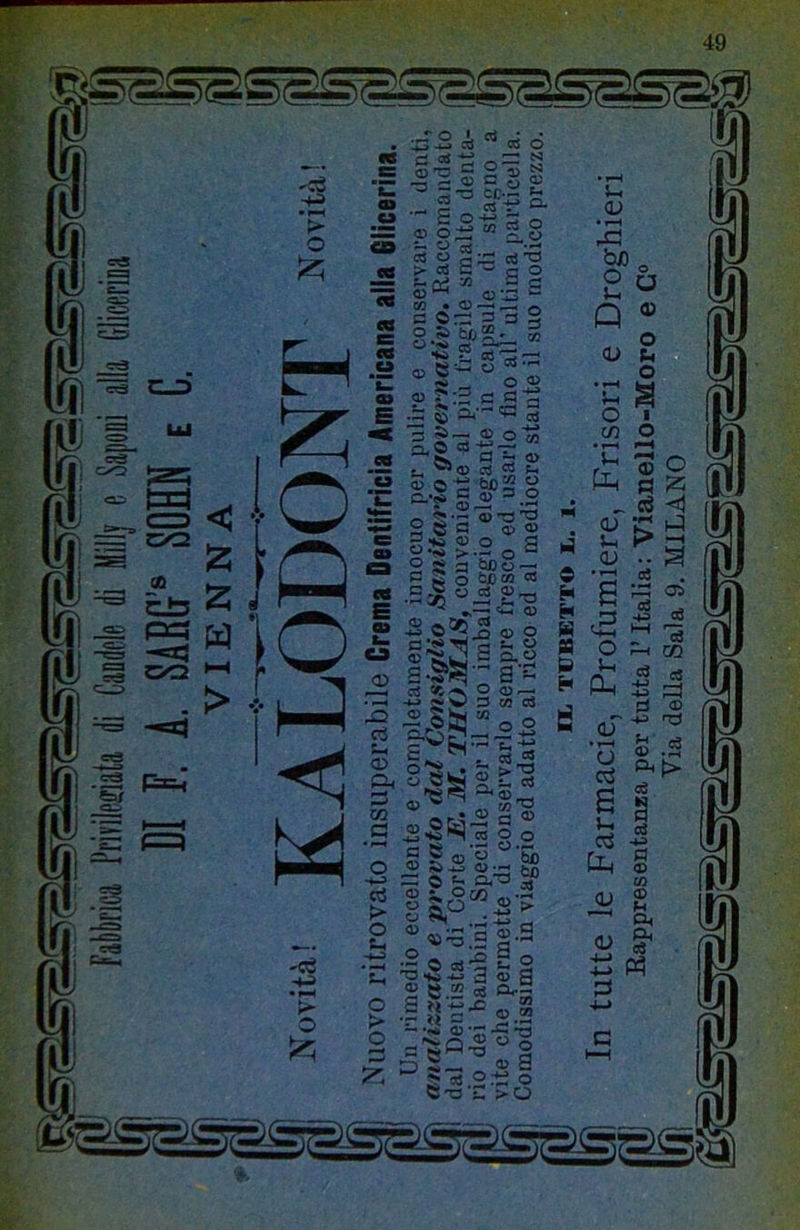 49
Fabbrica Privilegiata di Candele di Milly e Saponi alla Glicerina
DI F. A. SARG's SOHN E C.
VIENNA
Novità! KALODONT Novità!
Nuovo ritrovato insuperabile Crema Dentifricia Americana alla Glicerina.
Un rimedio eccellente e completamente innocuo per pulire e conservare i denti,
analizzato e provato dal Consiglio Sanitario governativo. Raccomandato
dal Dentista di Corte E. M. THOMAS, conveniente al più fragile smalto denta-
rio dei bambini. Speciale per il suo imballaggio elegante in capsule di stagno a
vite che permette di conservarlo sempre fresco ed usarlo fino all' ultima particella.
Comodissimo in viaggio ed adatto al ricco ed al mediocre stante il suo modico prezzo.
IL TUBETTO L. 1.
In tutte le Farmacie, Profumiere, Frisori e Droghieri
Rappresentanza per tutta l' Italia: Vianello-Moro e C°
Via della Sala 9. MILANO